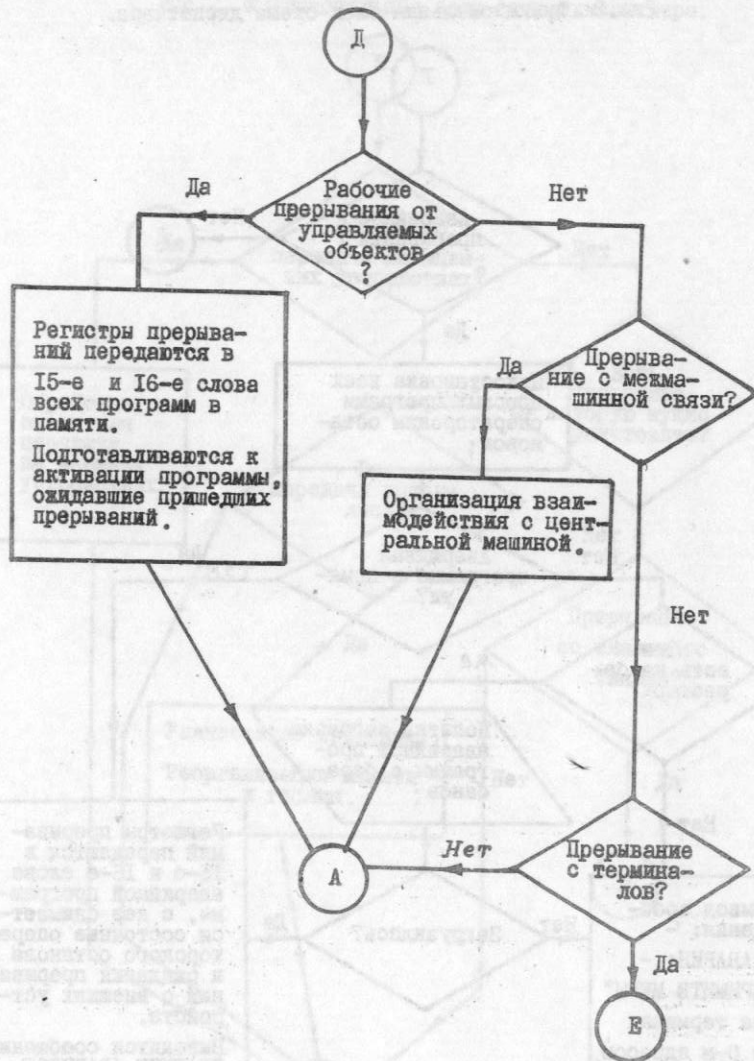 Д
Да
Рабочие
прерывания от
управляемых
объектов
?
Нет
Регистры прерыва-
ний передаются в
I5-е и I6-е слова
всех программ в
памяти.
Подготавливаются к
активации программы,
ожидавшие пришедших
прерываний.
Да
Прерыва-
ние с межма-
шинной связи?
Организация взаи-
модействия с цент-
ральной машиной.
Нет
А
Нет
Прерывание
с термина-
лов?
Да
Е